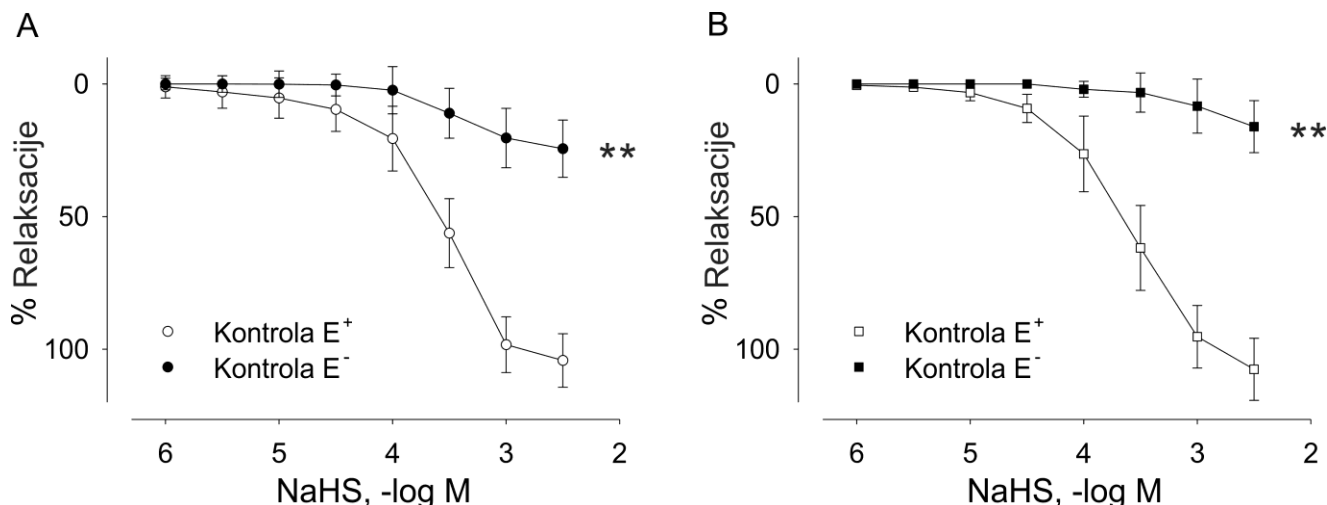 A
% Relaksacije
0
50
100
**
Kontrola E⁺
Kontrola E⁻
6 5 4 3 2
NaHS, -log M
B
% Relaksacije
0
50
100
**
Kontrola E⁺
Kontrola E⁻
6 5 4 3 2
NaHS, -log M